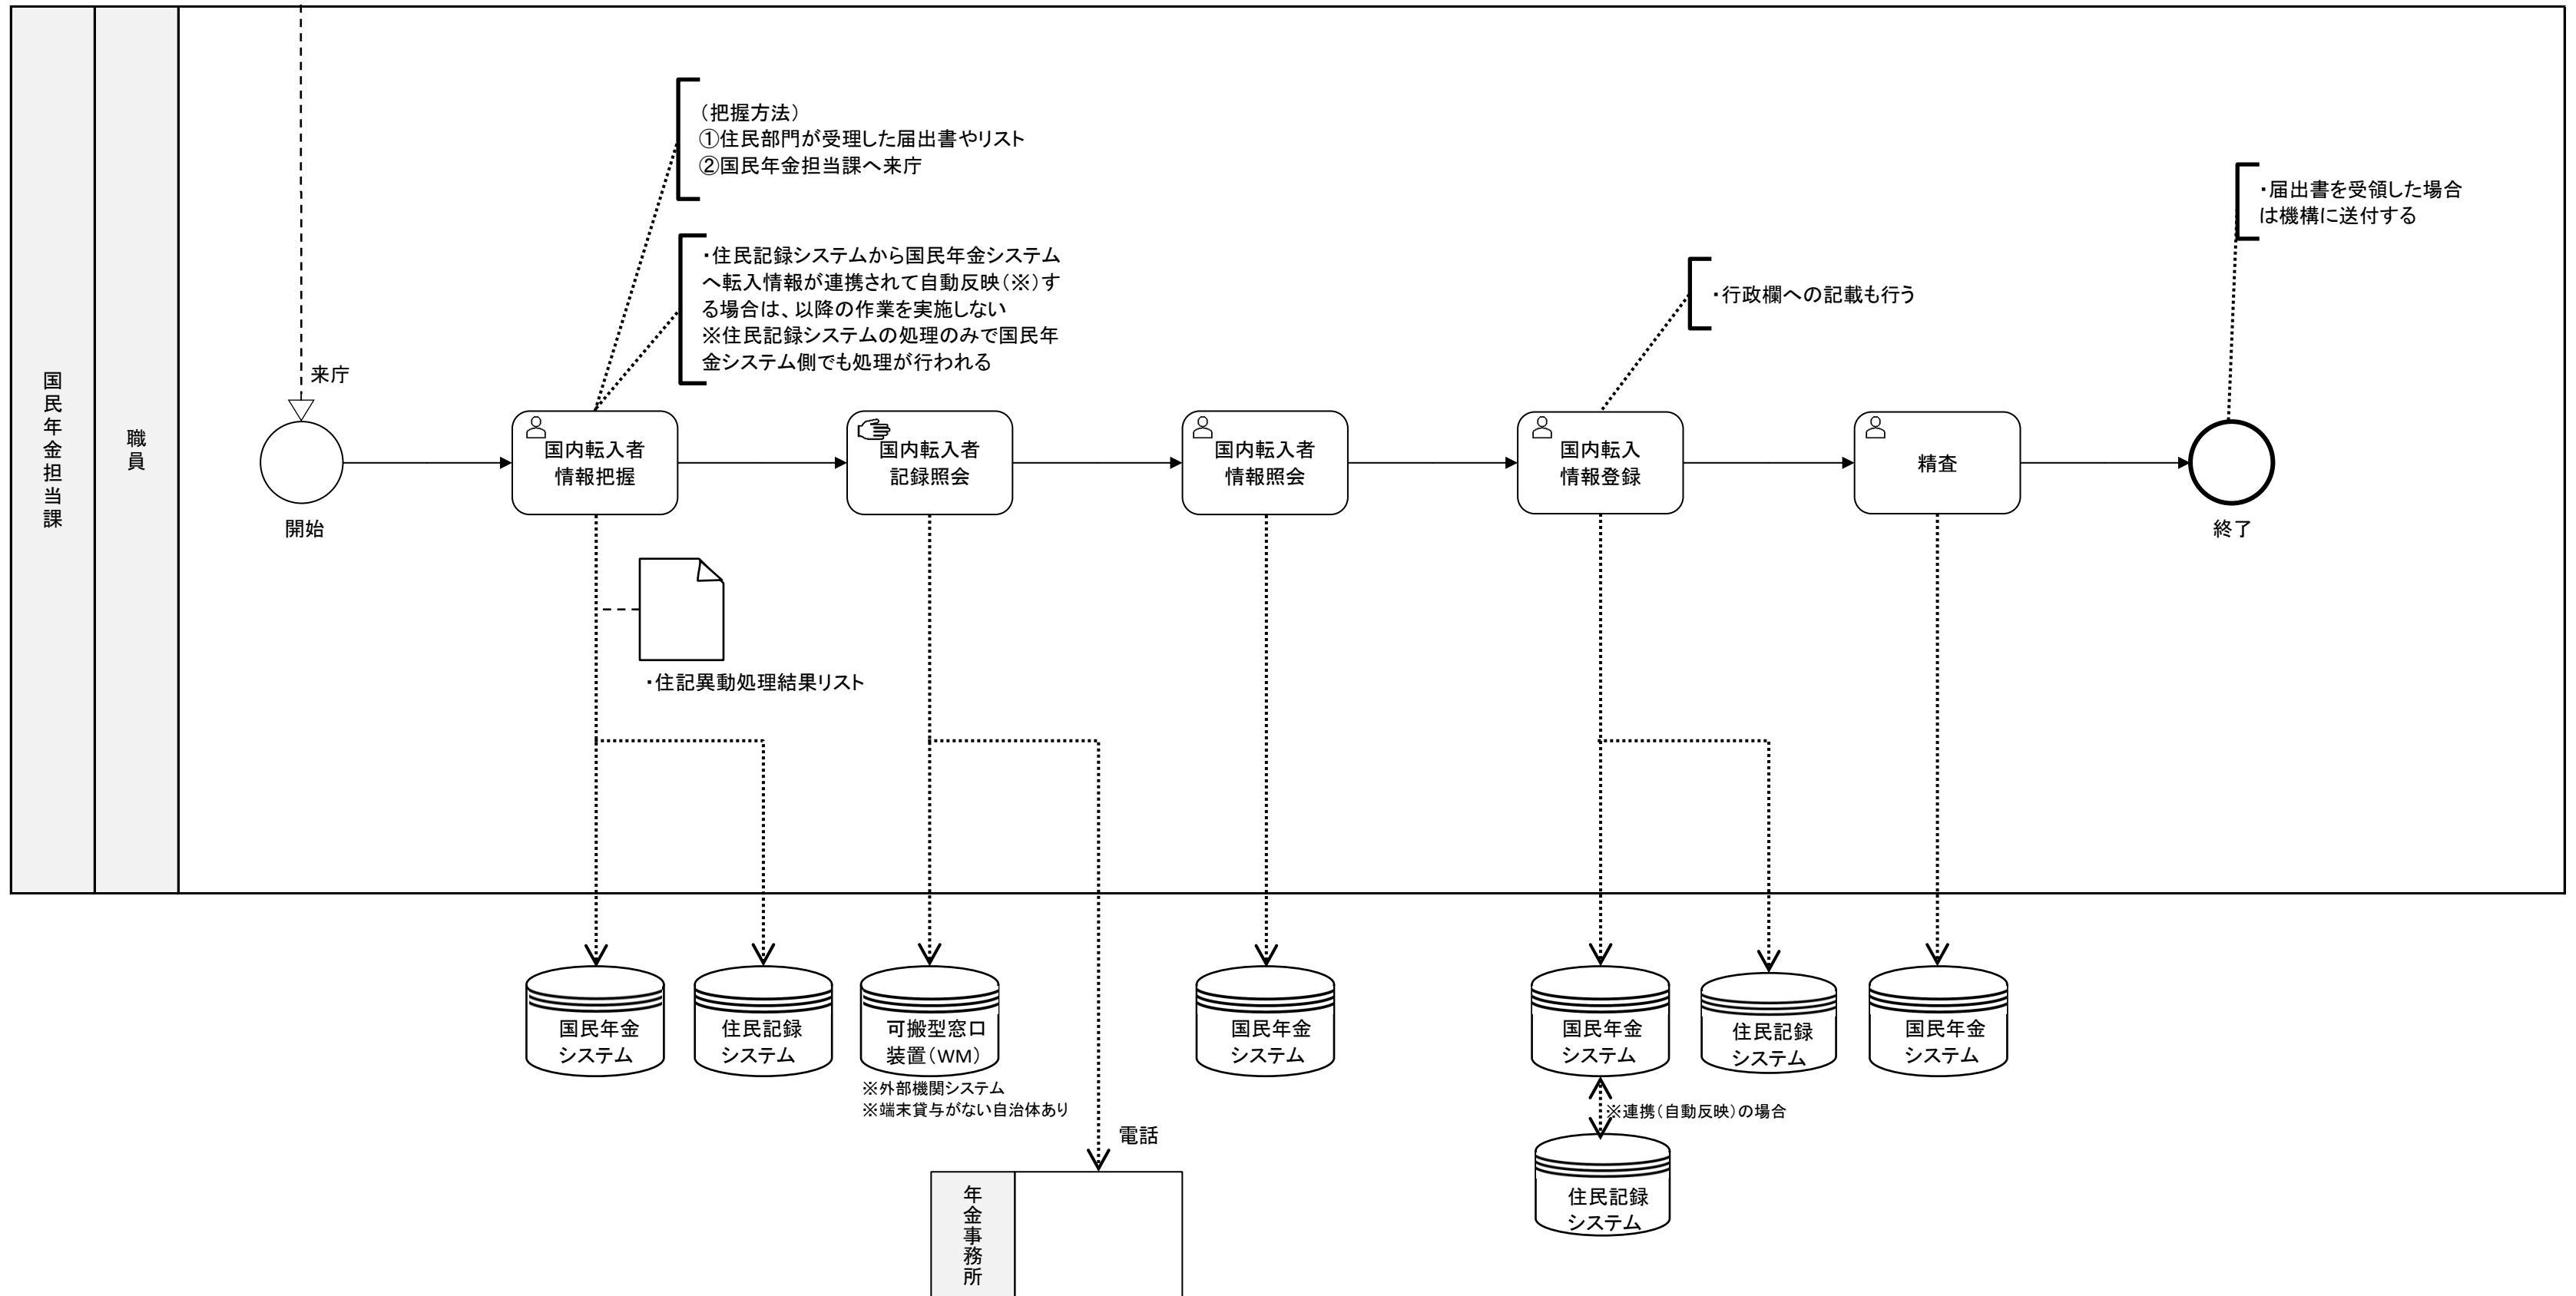 国民年金担当課
職員
来庁
開始
（把握方法）
①住民部門が受理した届出書やリスト
②国民年金担当課へ来庁
・住民記録システムから国民年金システム
へ転入情報が連携されて自動反映（※）す
る場合は、以降の作業を実施しない
※住民記録システムの処理のみで国民年
金システム側でも処理が行われる
国内転入者
情報把握
国内転入者
記録照会
国内転入者
情報照会
・行政欄への記載も行う
国内転入
情報登録
精査
・届出書を受領した場合
は機構に送付する
終了
・住記異動処理結果リスト
国民年金
システム
住民記録
システム
可搬型窓口
装置（WM）
※外部機関システム
※端末貸与がない自治体あり
電話
年金事務所
国民年金
システム
国民年金
システム
住民記録
システム
国民年金
システム
※連携（自動反映）の場合
住民記録
システム